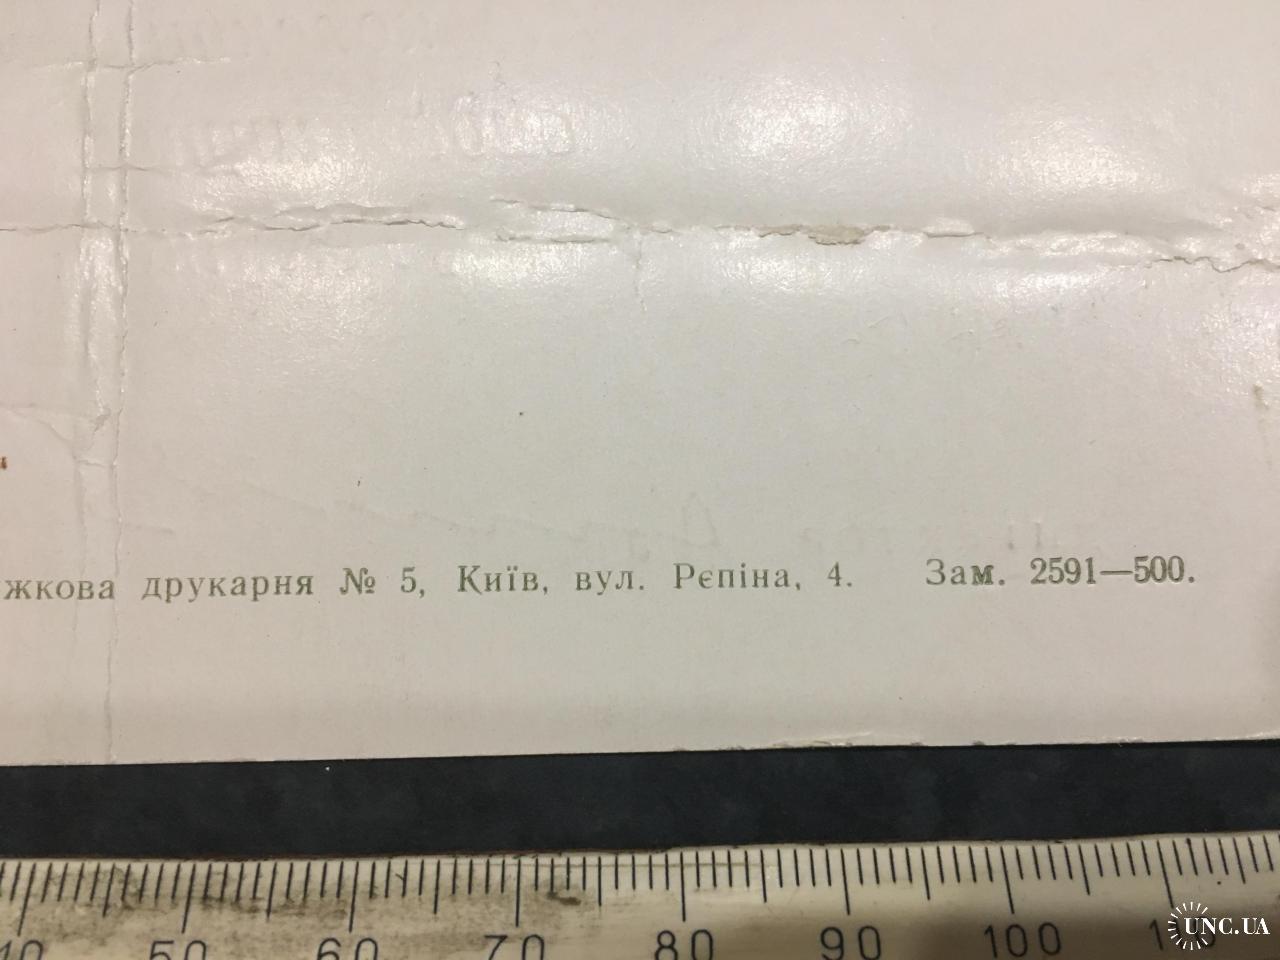 жкова друкарня № 5, Київ, вул. Рєпіна, 4. Зам. 2591—500.
50 60 70 80 90 100
UNC.UA